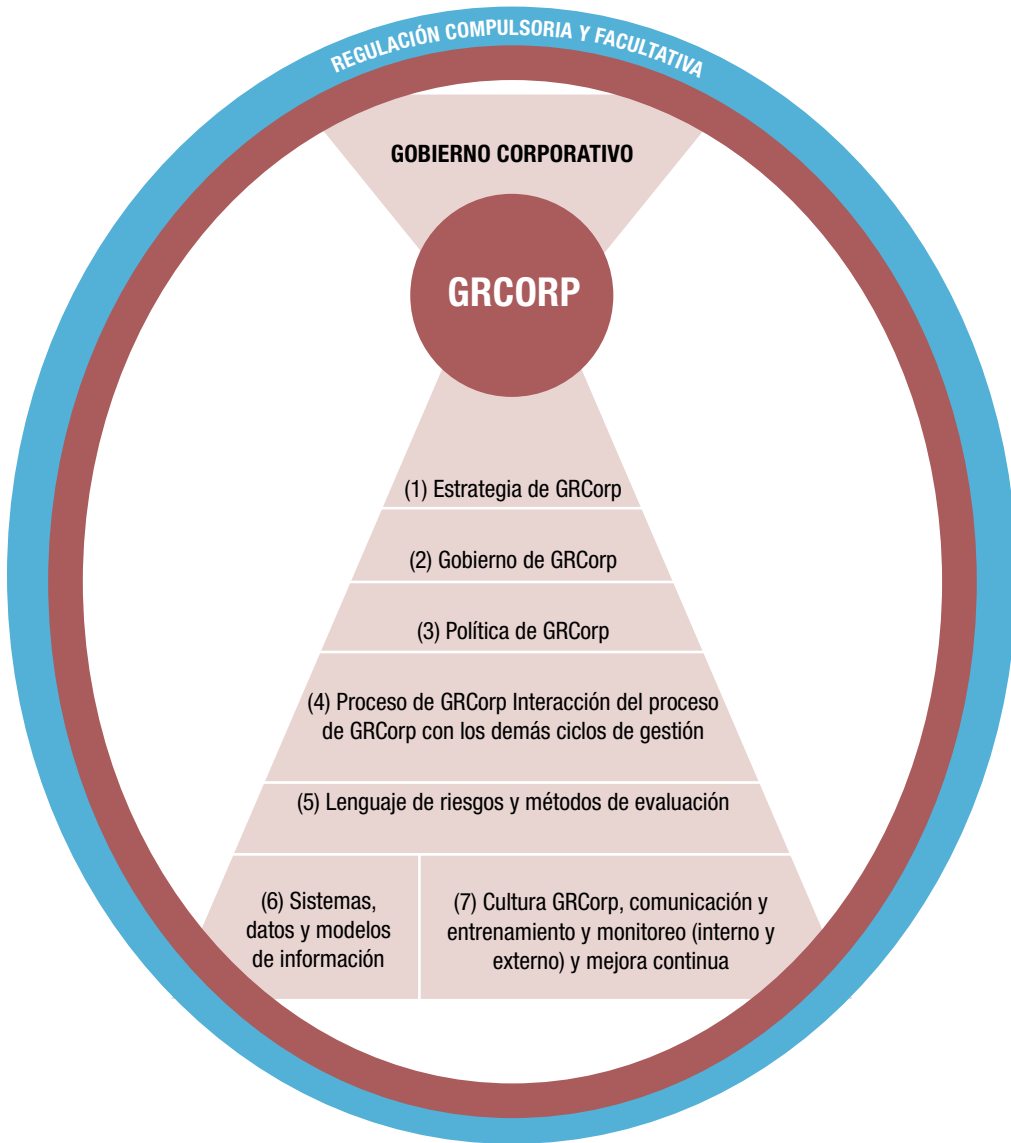 REGULACIÓN COMPULSORIA Y FACULTATIVA
GOBIERNO CORPORATIVO
GRCORP
(1) Estrategia de GRCorp
(2) Gobierno de GRCorp
(3) Política de GRCorp
(4) Proceso de GRCorp Interacción del proceso
de GRCorp con los demás ciclos de gestión
(5) Lenguaje de riesgos y métodos de evaluación
(6) Sistemas,
datos y modelos
de información
(7) Cultura GRCorp, comunicación y
entrenamiento y monitoreo (interno y
externo) y mejora continua